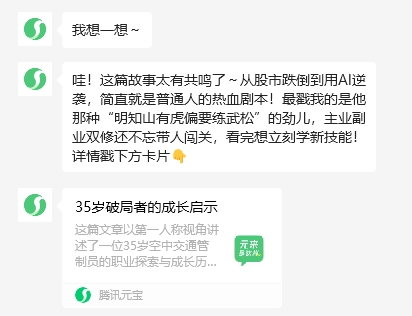 我想一想～
哇！这篇故事太有共鸣了～从股市跌倒到用AI逆
袭，简直就是普通人的热血剧本！最戳我的是他
那种“明知山有虎偏要练武松”的劲儿，主业副
业双修还不忘带人闯关，看完想立刻学新技能！
详情戳下方卡片👇
35岁破局者的成长启示
这篇文章以第一人称视角讲
述了一位35岁空中交通管
制员的职业探索与成长历...
元来
腾讯元宝